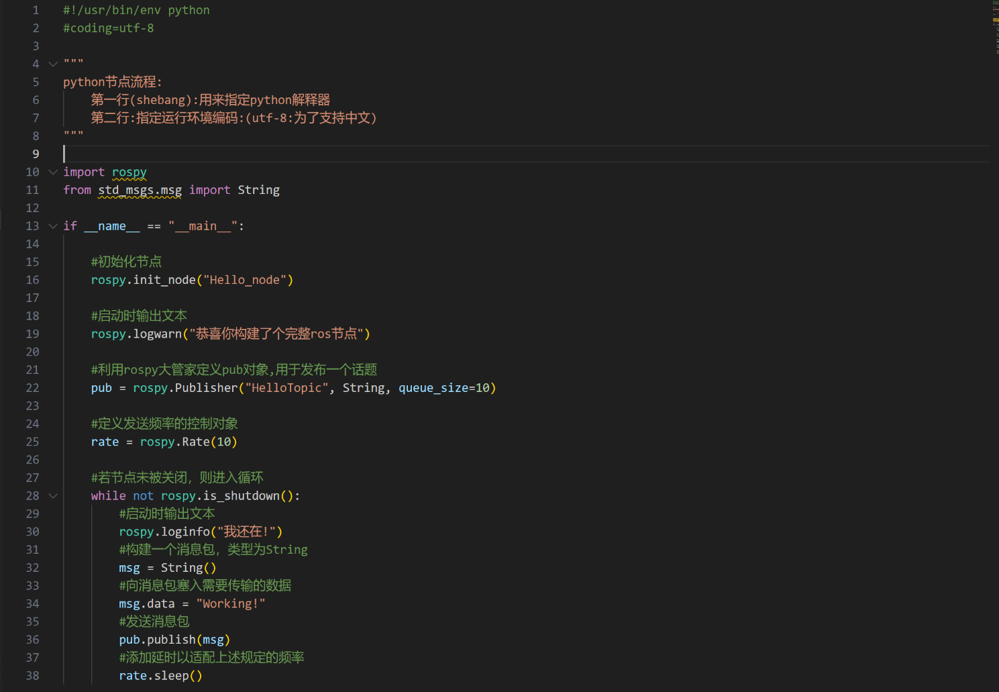 1 #!/usr/bin/env python
2 #coding=utf-8
3
4 """
5 python节点流程:
6 第一行(shebang):用来指定python解释器
7 第二行:指定运行环境编码:(utf-8:为了支持中文)
8 """
9
10 import rospy
11 from std_msgs.msg import String
12
13 if __name__ == "__main__":
14
15 #初始化节点
16 rospy.init_node("Hello_node")
17
18 #启动时输出文本
19 rospy.logwarn("恭喜你构建了个完整ros节点")
20
21 #利用rospy大管家定义pub对象,用于发布一个话题
22 pub = rospy.Publisher("HelloTopic", String, queue_size=10)
23
24 #定义发送频率的控制对象
25 rate = rospy.Rate(10)
26
27 #若节点未被关闭，则进入循环
28 while not rospy.is_shutdown():
29 #启动时输出文本
30 rospy.loginfo("我还在!")
31 #构建一个消息包，类型为String
32 msg = String()
33 #向消息包塞入需要传输的数据
34 msg.data = "Working!"
35 #发送消息包
36 pub.publish(msg)
37 #添加延时以适配上述规定的频率
38 rate.sleep()